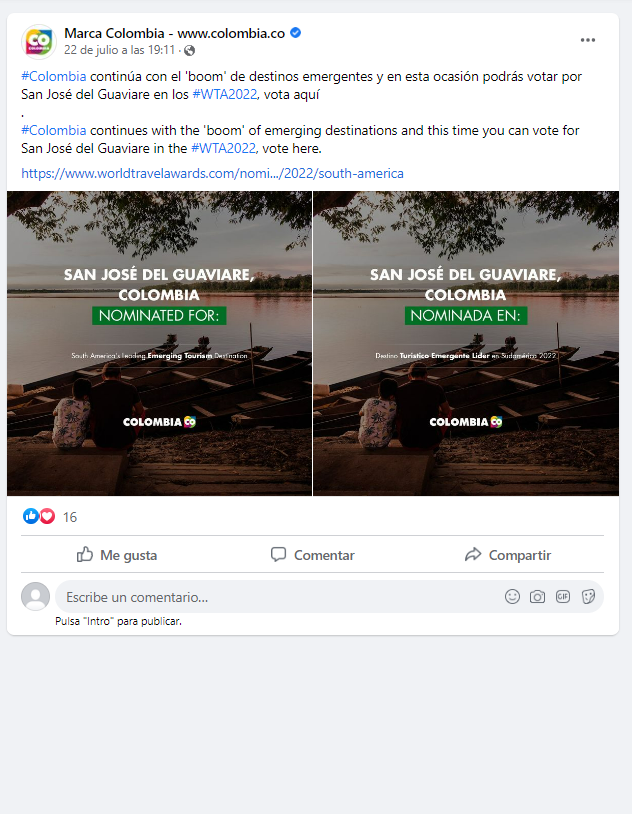 Marca Colombia - www.colombia.co
22 de julio a las 19:11 ·
#Colombia continúa con el 'boom' de destinos emergentes y en esta ocasión podrás votar por
San José del Guaviare en los #WTA2022, vota aquí
.
#Colombia continues with the 'boom' of emerging destinations and this time you can vote for
San José del Guaviare in the #WTA2022, vote here.
https://www.worldtravelawards.com/nomi.../2022/south-america
SAN JOSÉ DEL GUAVIARE,
COLOMBIA
NOMINATED FOR:
South America's Leading Emerging Tourism Destination
COLOMBIA CO
SAN JOSÉ DEL GUAVIARE,
COLOMBIA
NOMINADA EN:
Destino Turístico Emergente Líder en Sudamérica 2022
COLOMBIA CO
16
Me gusta
Comentar
Compartir
Escribe un comentario...
GIF
Pulsa "Intro" para publicar.